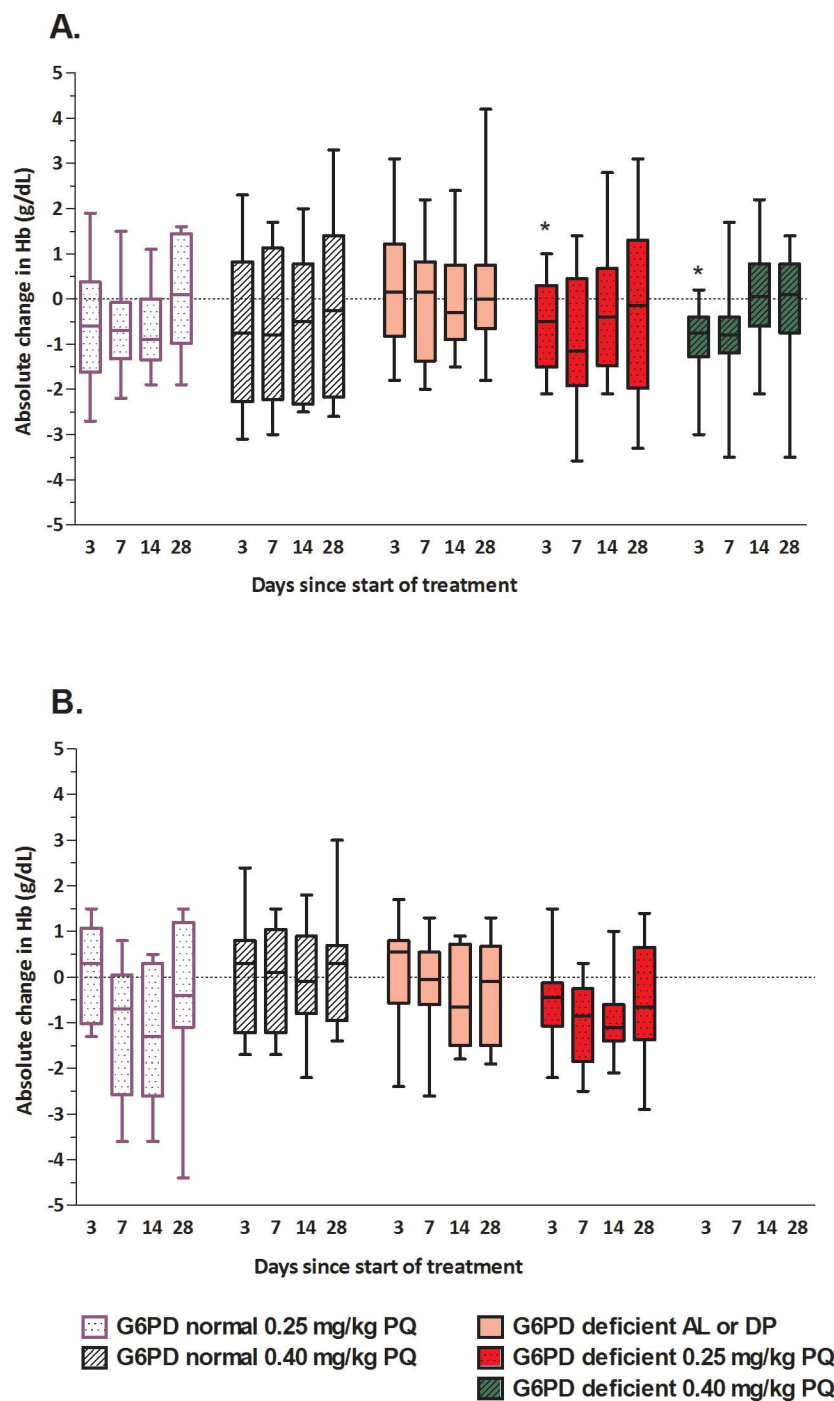 A.
Absolute change in Hb (g/dL)
5
4
3
2
1
0
-1
-2
-3
-4
-5
* *
3 7 14 28 3 7 14 28 3 7 14 28 3 7 14 28 3 7 14 28
Days since start of treatment
B.
Absolute change in Hb (g/dL)
5
4
3
2
1
0
-1
-2
-3
-4
-5
3 7 14 28 3 7 14 28 3 7 14 28 3 7 14 28 3 7 14 28
Days since start of treatment
G6PD normal 0.25 mg/kg PQ
G6PD normal 0.40 mg/kg PQ
G6PD deficient AL or DP
G6PD deficient 0.25 mg/kg PQ
G6PD deficient 0.40 mg/kg PQ